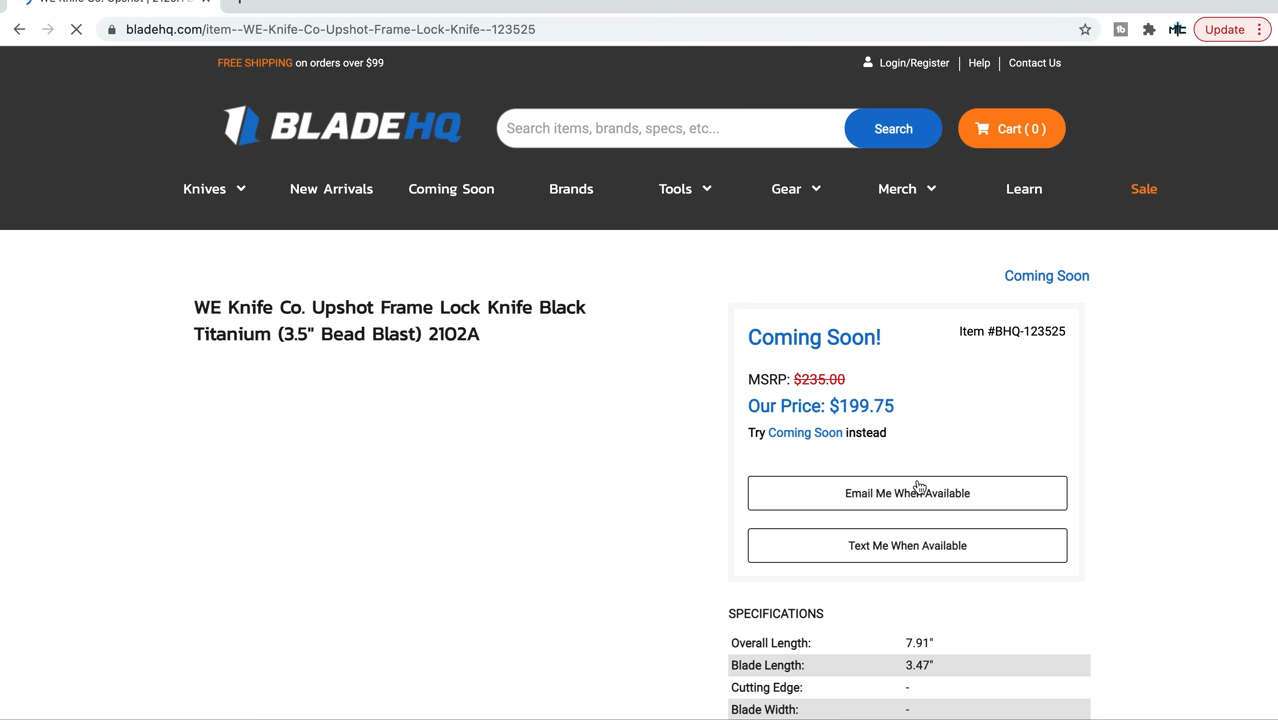 WE Knife Co. Upshot | 2102A B
bladehq.com/item--WE-Knife-Co-Upshot-Frame-Lock-Knife--123525
Update
FREE SHIPPING on orders over $99
Login/Register
Help
Contact Us
BLADEHQ
Search items, brands, specs, etc...
Search
Cart ( 0 )
Knives
New Arrivals
Coming Soon
Brands
Tools
Gear
Merch
Learn
Sale
Coming Soon
WE Knife Co. Upshot Frame Lock Knife Black
Titanium (3.5" Bead Blast) 2102A
Coming Soon!
Item #BHQ-123525
MSRP: $235.00
Our Price: $199.75
Try Coming Soon instead
Email Me When Available
Text Me When Available
SPECIFICATIONS
Overall Length: 7.91"
Blade Length: 3.47"
Cutting Edge: -
Blade Width: -